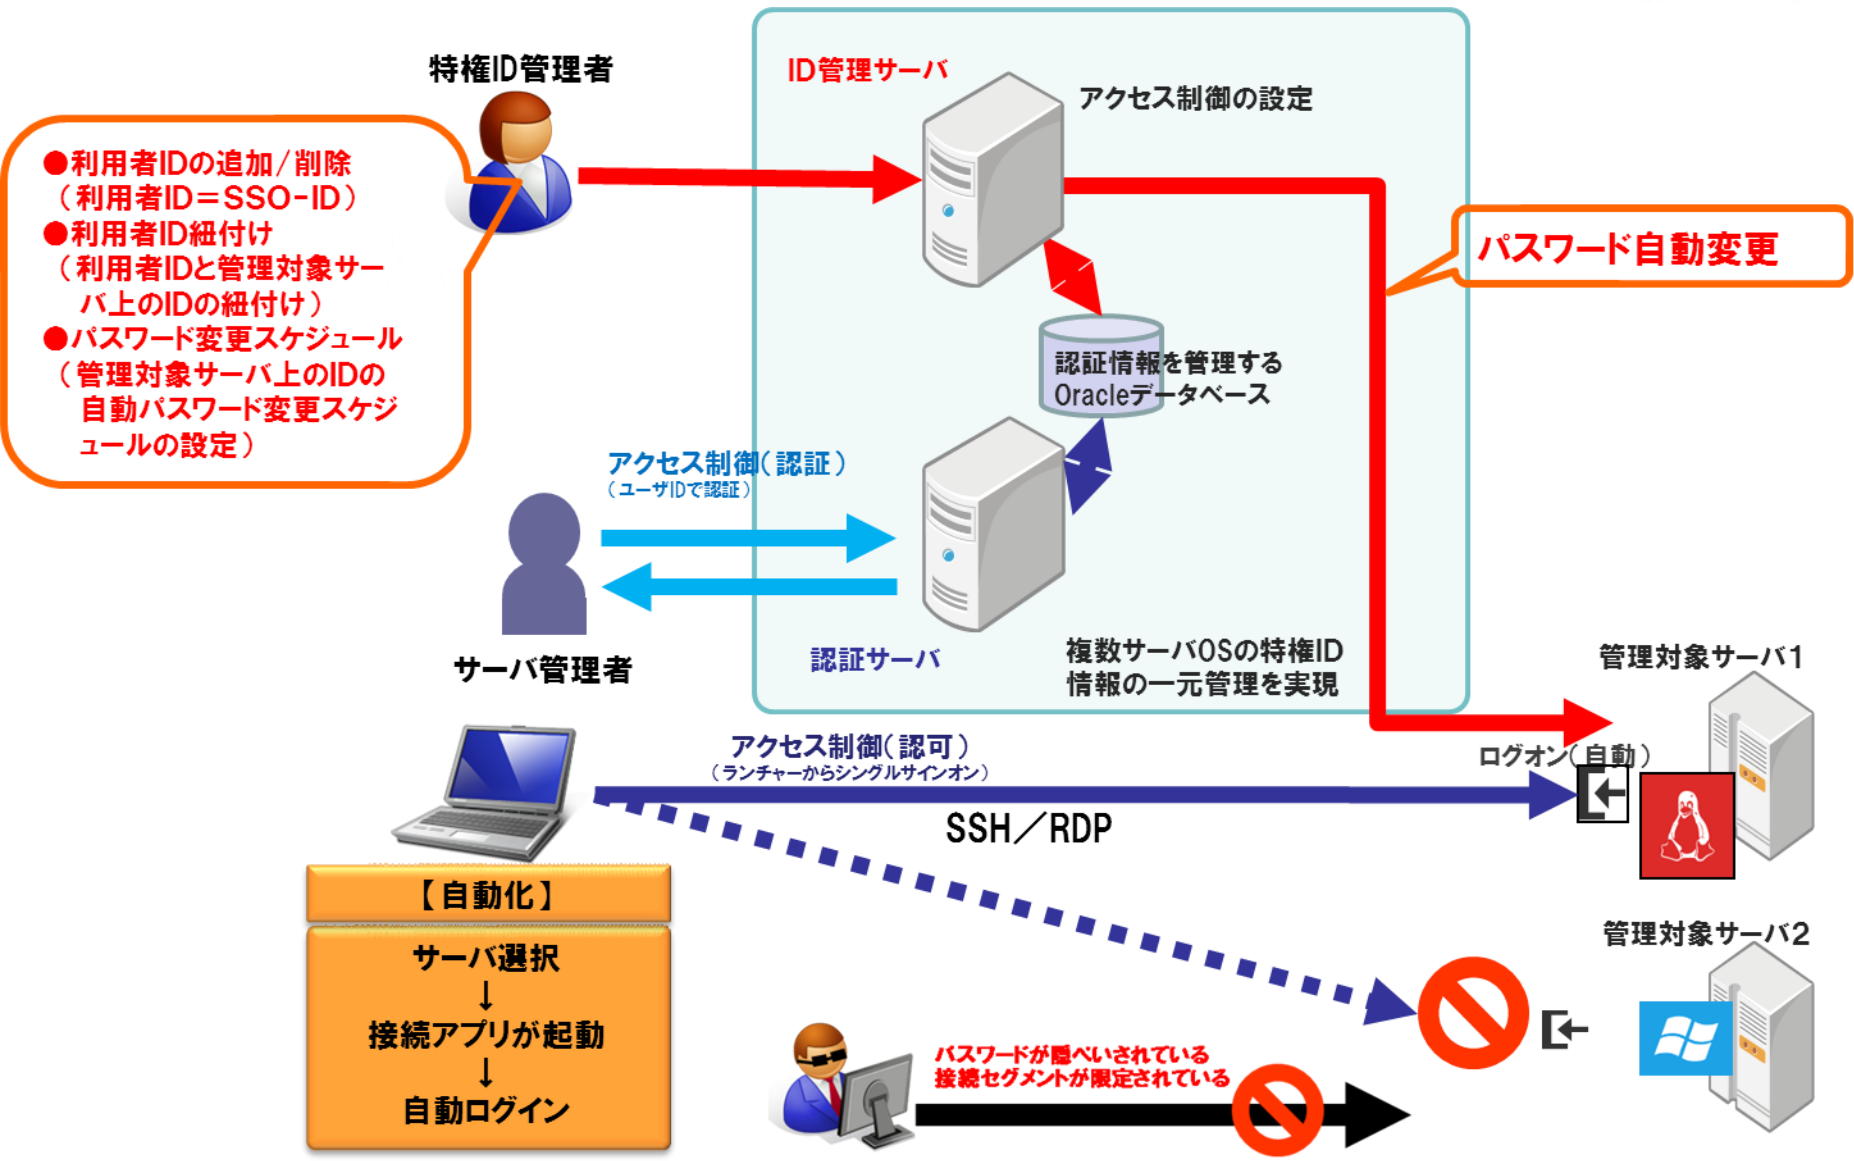 特権ID管理者
●利用者IDの追加/削除
（利用者ID＝SSO-ID）
●利用者ID紐付け
（利用者IDと管理対象サー
バ上のIDの紐付け）
●パスワード変更スケジュール
（管理対象サーバ上のIDの
自動パスワード変更スケジ
ュールの設定）
ID管理サーバ
アクセス制御の設定
パスワード自動変更
認証情報を管理する
Oracleデータベース
アクセス制御（認証）
（ユーザIDで認証）
サーバ管理者
認証サーバ
複数サーバOSの特権ID
情報の一元管理を実現
管理対象サーバ1
アクセス制御（認可）
（ランチャーからシングルサインオン）
ログオン（自動）
SSH／RDP
【自動化】
サーバ選択
↓
接続アプリが起動
↓
自動ログイン
管理対象サーバ2
パスワードが隠ぺいされている
接続セグメントが限定されている